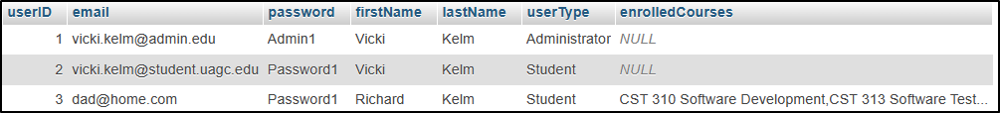 userID email password firstName lastName userType enrolledCourses
1 vicki.kelm@admin.edu Admin1 Vicki Kelm Administrator NULL
2 vicki.kelm@student.uagc.edu Password1 Vicki Kelm Student NULL
3 dad@home.com Password1 Richard Kelm Student CST 310 Software Development,CST 313 Software Test...